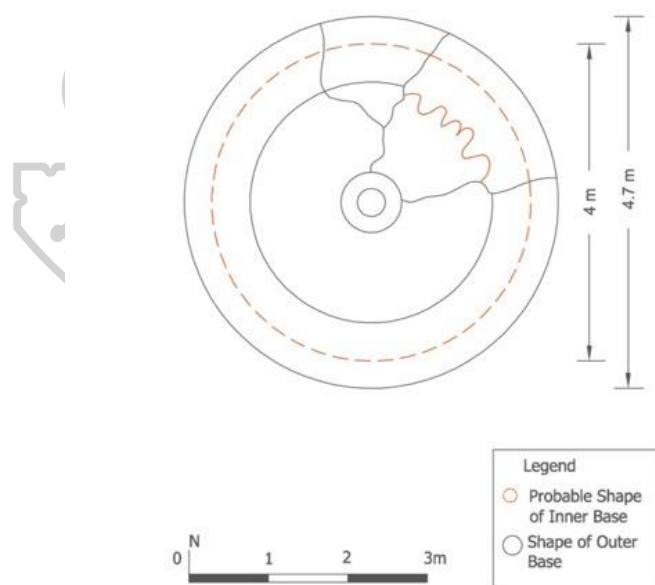 4 m
4.7 m
N
0 1 2 3m
Legend
Probable Shape
of Inner Base
Shape of Outer
Base